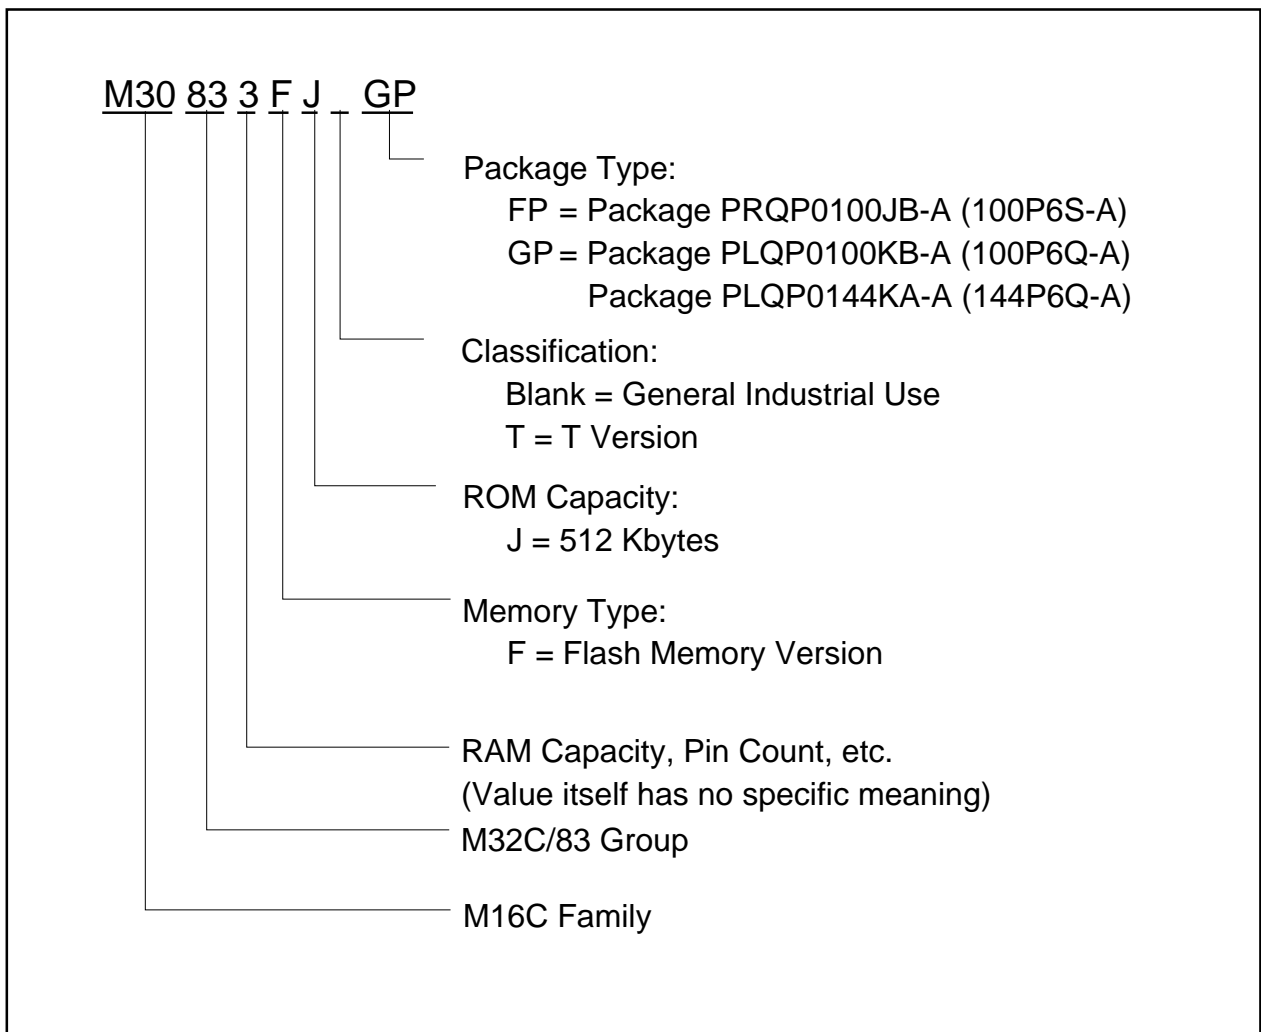 M30 83 3 F J _ GP
Package Type:
FP = Package PRQP0100JB-A (100P6S-A)
GP = Package PLQP0100KB-A (100P6Q-A)
Package PLQP0144KA-A (144P6Q-A)
Classification:
Blank = General Industrial Use
T = T Version
ROM Capacity:
J = 512 Kbytes
Memory Type:
F = Flash Memory Version
RAM Capacity, Pin Count, etc.
(Value itself has no specific meaning)
M32C/83 Group
M16C Family